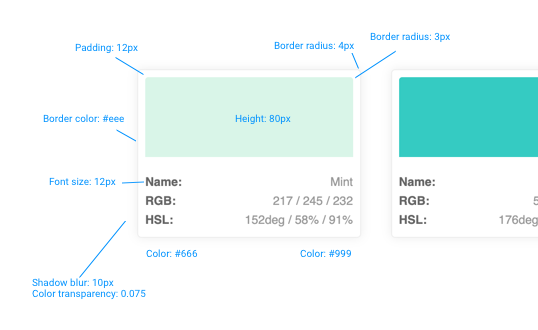 Padding: 12px
Border radius: 4px
Border radius: 3px
Border color: #eee
Height: 80px
Font size: 12px
Name: Mint
RGB: 217 / 245 / 232
HSL: 152deg / 58% / 91%
Name:
RGB: 5
HSL: 176deg
Color: #666
Color: #999
Shadow blur: 10px
Color transparency: 0.075